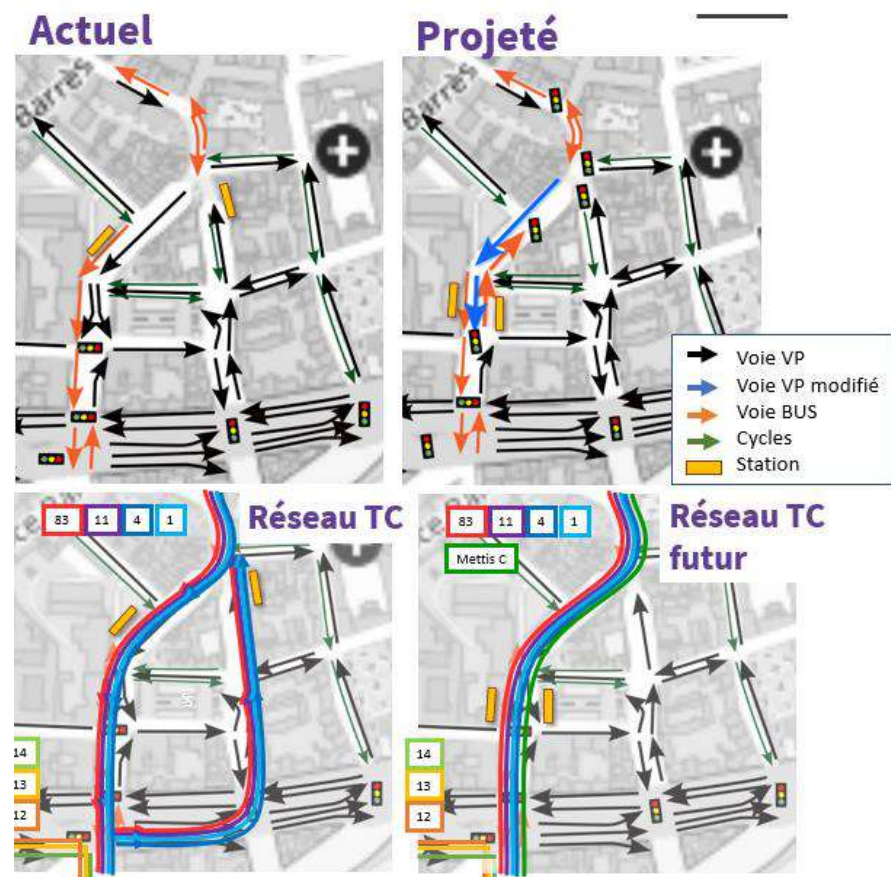 Actuel
Projeté
Barrès
Barrès
Voie VP
Voie VP modifié
Voie BUS
Cycles
Station
83 11 4 1
Réseau TC
14
13
12
83 11 4 1
Mettis C
Réseau TC
futur
14
13
12